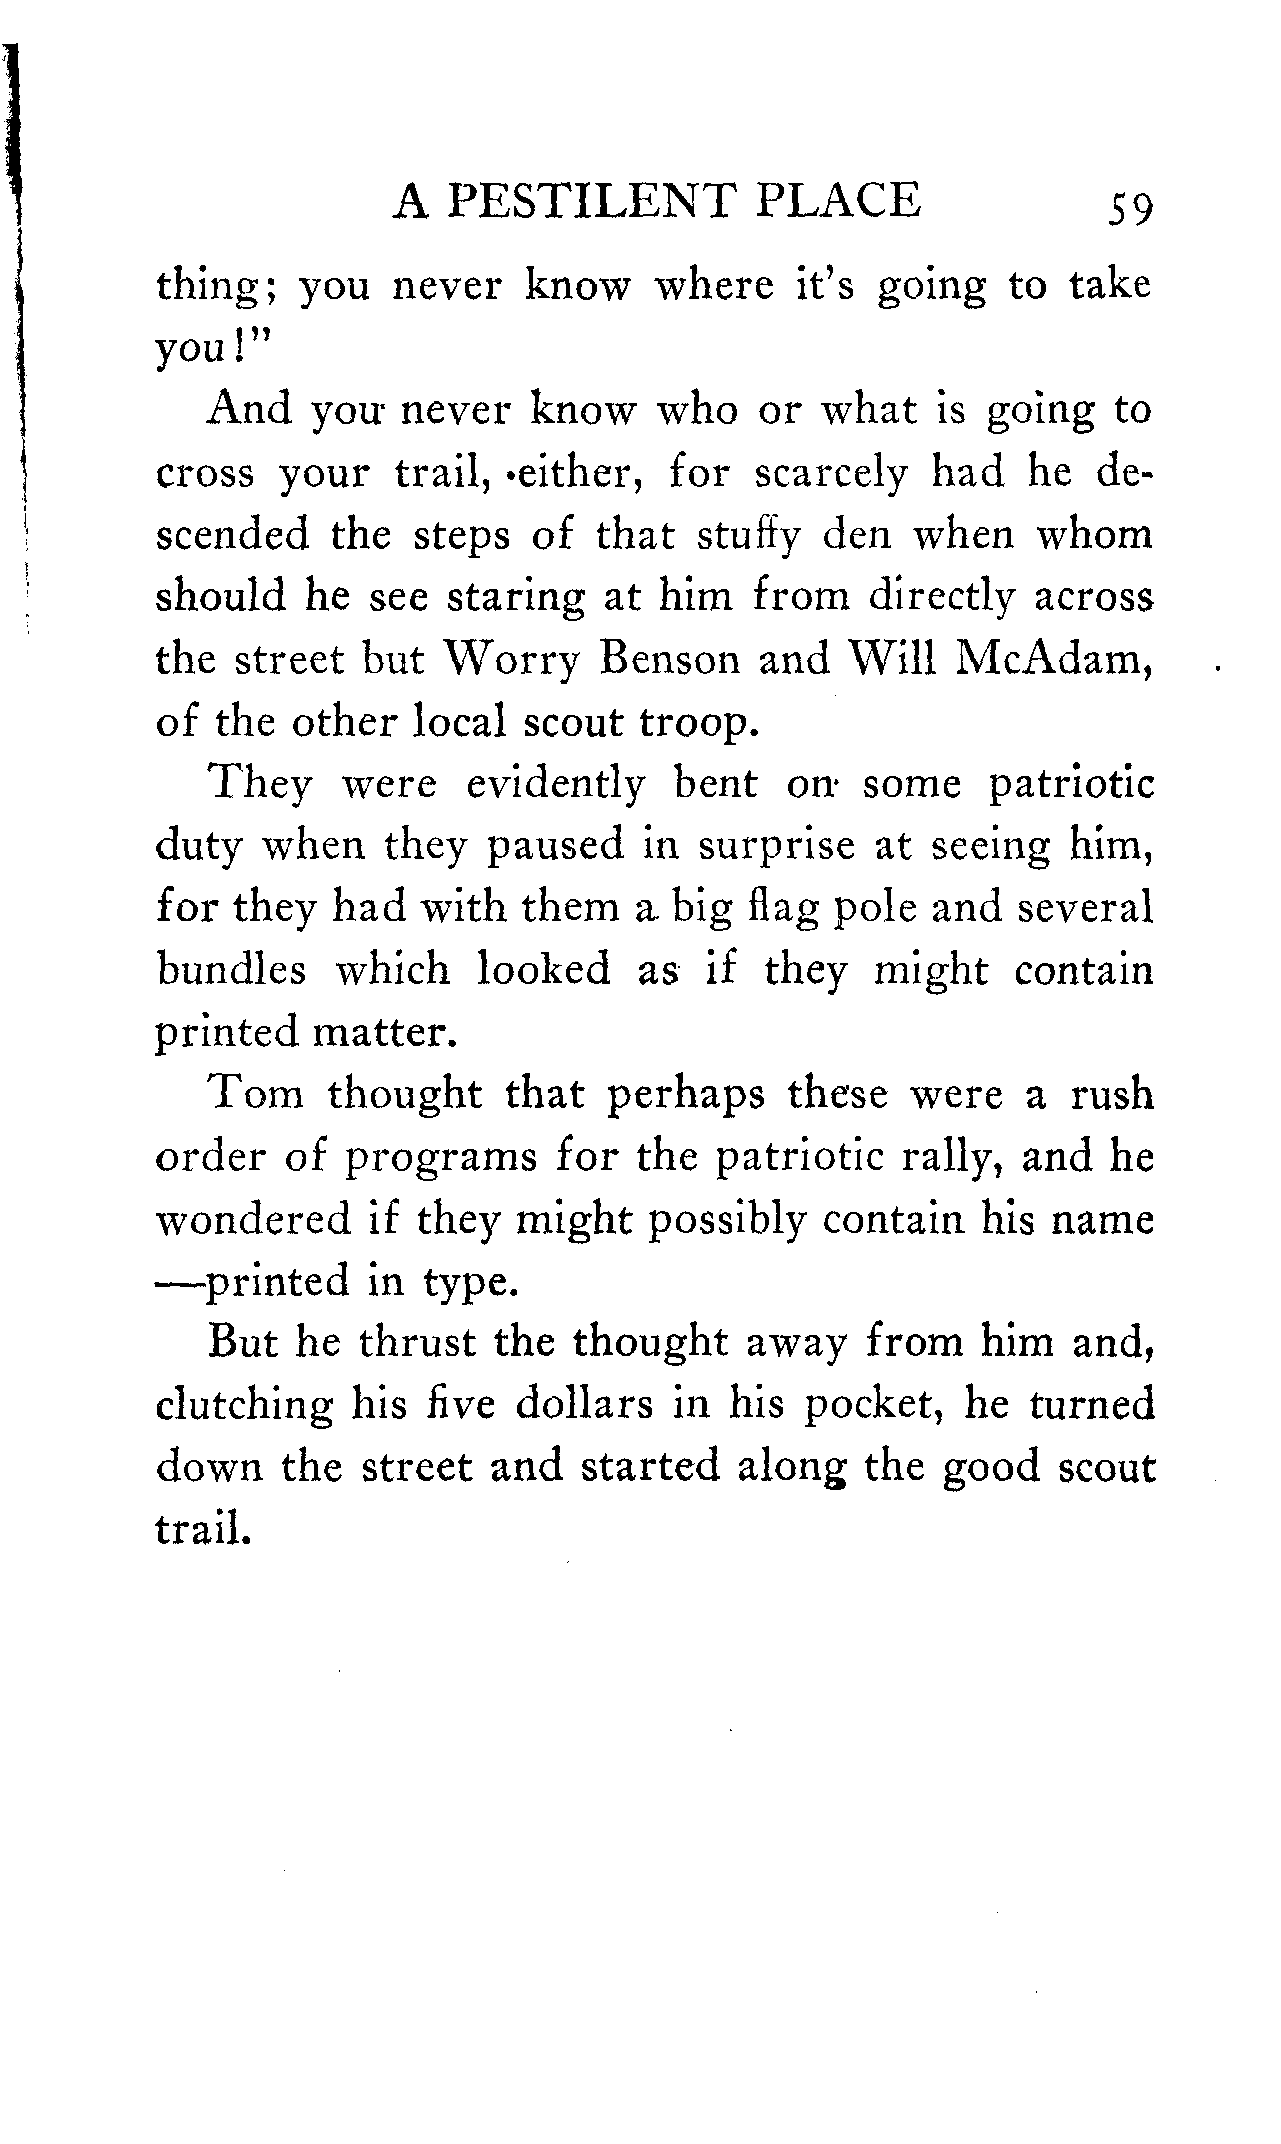 A PESTILENT PLACE 59
thing; you never know where it's going to take
you!"
And you never know who or what is going to
cross your trail, either, for scarcely had he de-
scended the steps of that stuffy den when whom
should he see staring at him from directly across
the street but Worry Benson and Will McAdam,
of the other local scout troop.
They were evidently bent on some patriotic
duty when they paused in surprise at seeing him,
for they had with them a big flag pole and several
bundles which looked as if they might contain
printed matter.
Tom thought that perhaps these were a rush
order of programs for the patriotic rally, and he
wondered if they might possibly contain his name
—printed in type.
But he thrust the thought away from him and,
clutching his five dollars in his pocket, he turned
down the street and started along the good scout
trail.